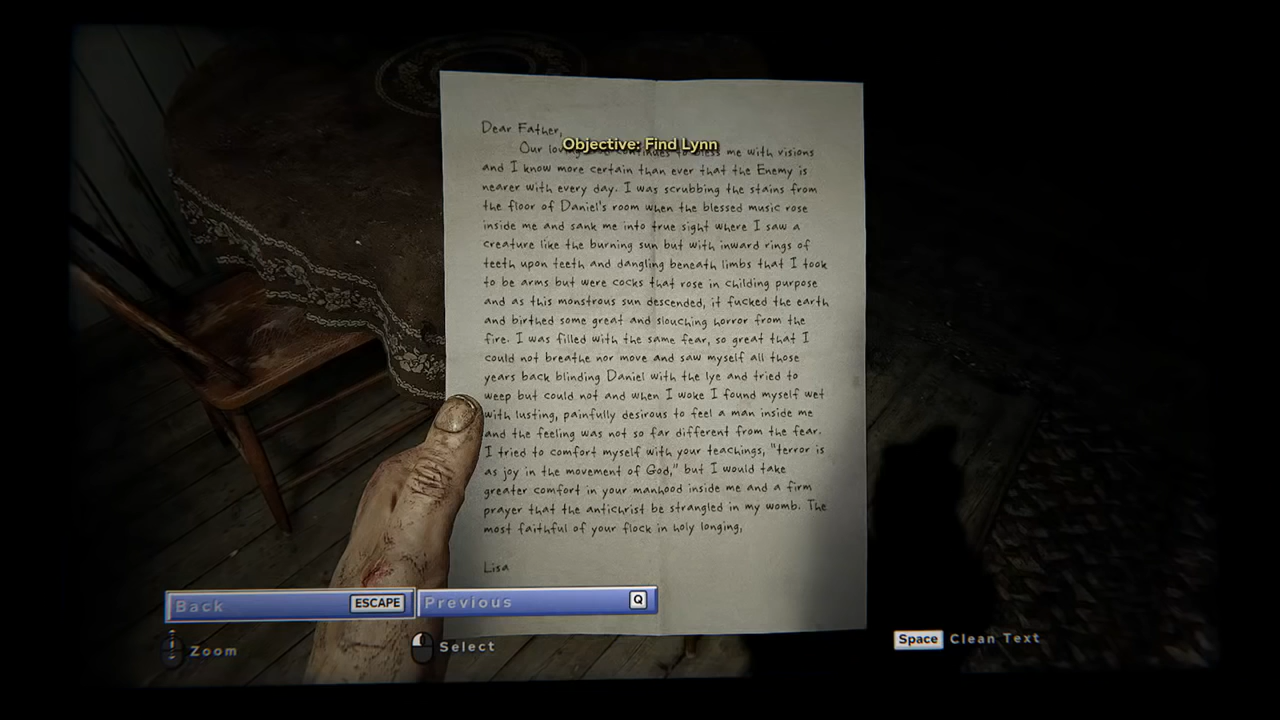 Dear Father,
Objective: Find Lynn
Our loving continues to bless me with visions
and I know more certain than ever that the Enemy is
nearer with every day. I was scrubbing the stains from
the floor of Daniel's room when the blessed music rose
inside me and sank me into true sight where I saw a
creature like the burning sun but with inward rings of
teeth upon teeth and dangling beneath limbs that I took
to be arms but were cocks that rose in childing purpose
and as this monstrous sun descended, it fucked the earth
and birthed some great and slouching horror from the
fire. I was filled with the same fear, so great that I
could not breathe nor move and saw myself all those
years back blinding Daniel with the lye and tried to
weep but could not and when I woke I found myself wet
with lusting, painfully desirous to feel a man inside me
and the feeling was not so far different from the fear.
I tried to comfort myself with your teachings, "terror is
as joy in the movement of God," but I would take
greater comfort in your manhood inside me and a firm
prayer that the antichrist be strangled in my womb. The
most faithful of your flock in holy longing,
Lisa
Back ESCAPE Previous Q
Zoom Select Space Clean Text